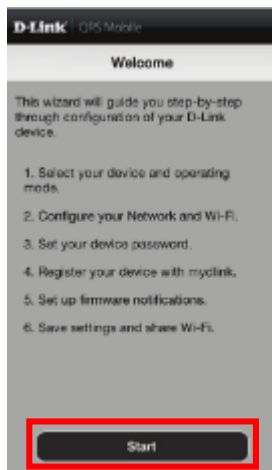 D-Link QRS Mobile
Welcome
This wizard will guide you step-by-step
through configuration of your D-Link
device.
1. Select your device and operating
mode.
2. Configure your Network and Wi-Fi.
3. Set your device password.
4. Register your device with mydlink.
5. Set up firmware notifications.
6. Save settings and share Wi-Fi.
Start